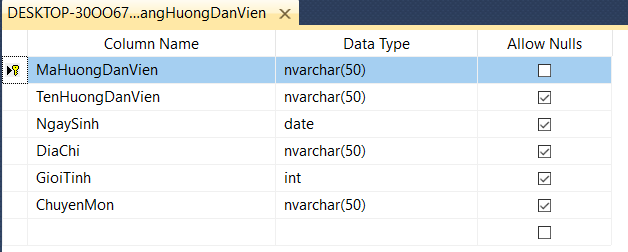 DESKTOP-30OO67...angHuongDanVien
Column Name Data Type Allow Nulls
MaHuongDanVien nvarchar(50)
TenHuongDanVien nvarchar(50)
NgaySinh date
DiaChi nvarchar(50)
GioiTinh int
ChuyenMon nvarchar(50)